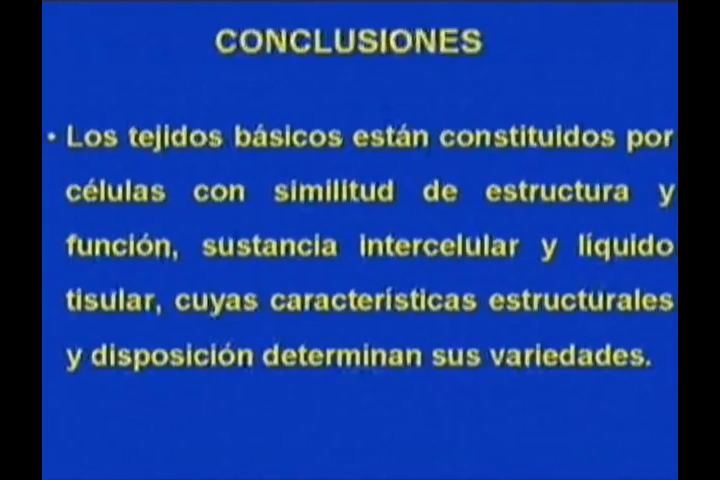 CONCLUSIONES
• Los tejidos básicos están constituidos por
células con similitud de estructura y
función, sustancia intercelular y líquido
tisular, cuyas características estructurales
y disposición determinan sus variedades.